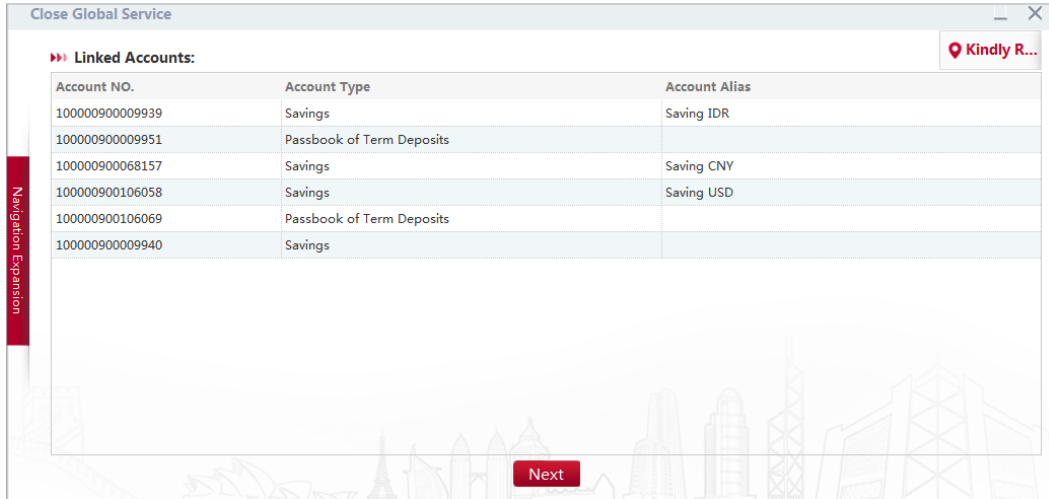 Close Global Service
Linked Accounts:
Kindly R...
Account NO. Account Type Account Alias
100000900009939 Savings Saving IDR
100000900009951 Passbook of Term Deposits
100000900068157 Savings Saving CNY
100000900106058 Savings Saving USD
100000900106069 Passbook of Term Deposits
100000900009940 Savings
Navigation Expansion
Next